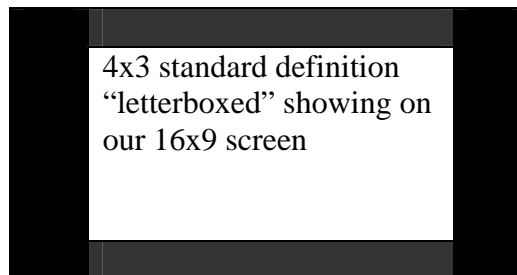 4x3 standard definition
“letterboxed” showing on
our 16x9 screen